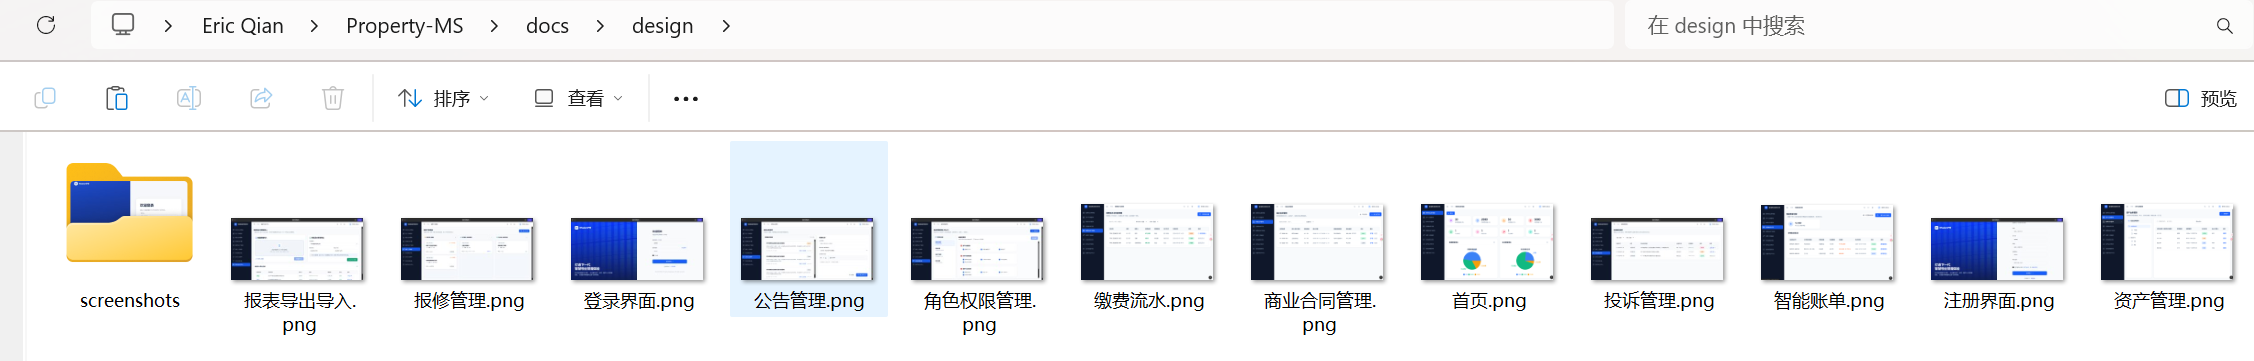 Eric Qian > Property-MS > docs > design >
在 design 中搜索
排序
查看
预览
screenshots
报表导出导入.
png
报修管理.png
登录界面.png
公告管理.png
角色权限管理.
png
缴费流水.png
商业合同管理.
png
首页.png
投诉管理.png
智能账单.png
注册界面.png
资产管理.png